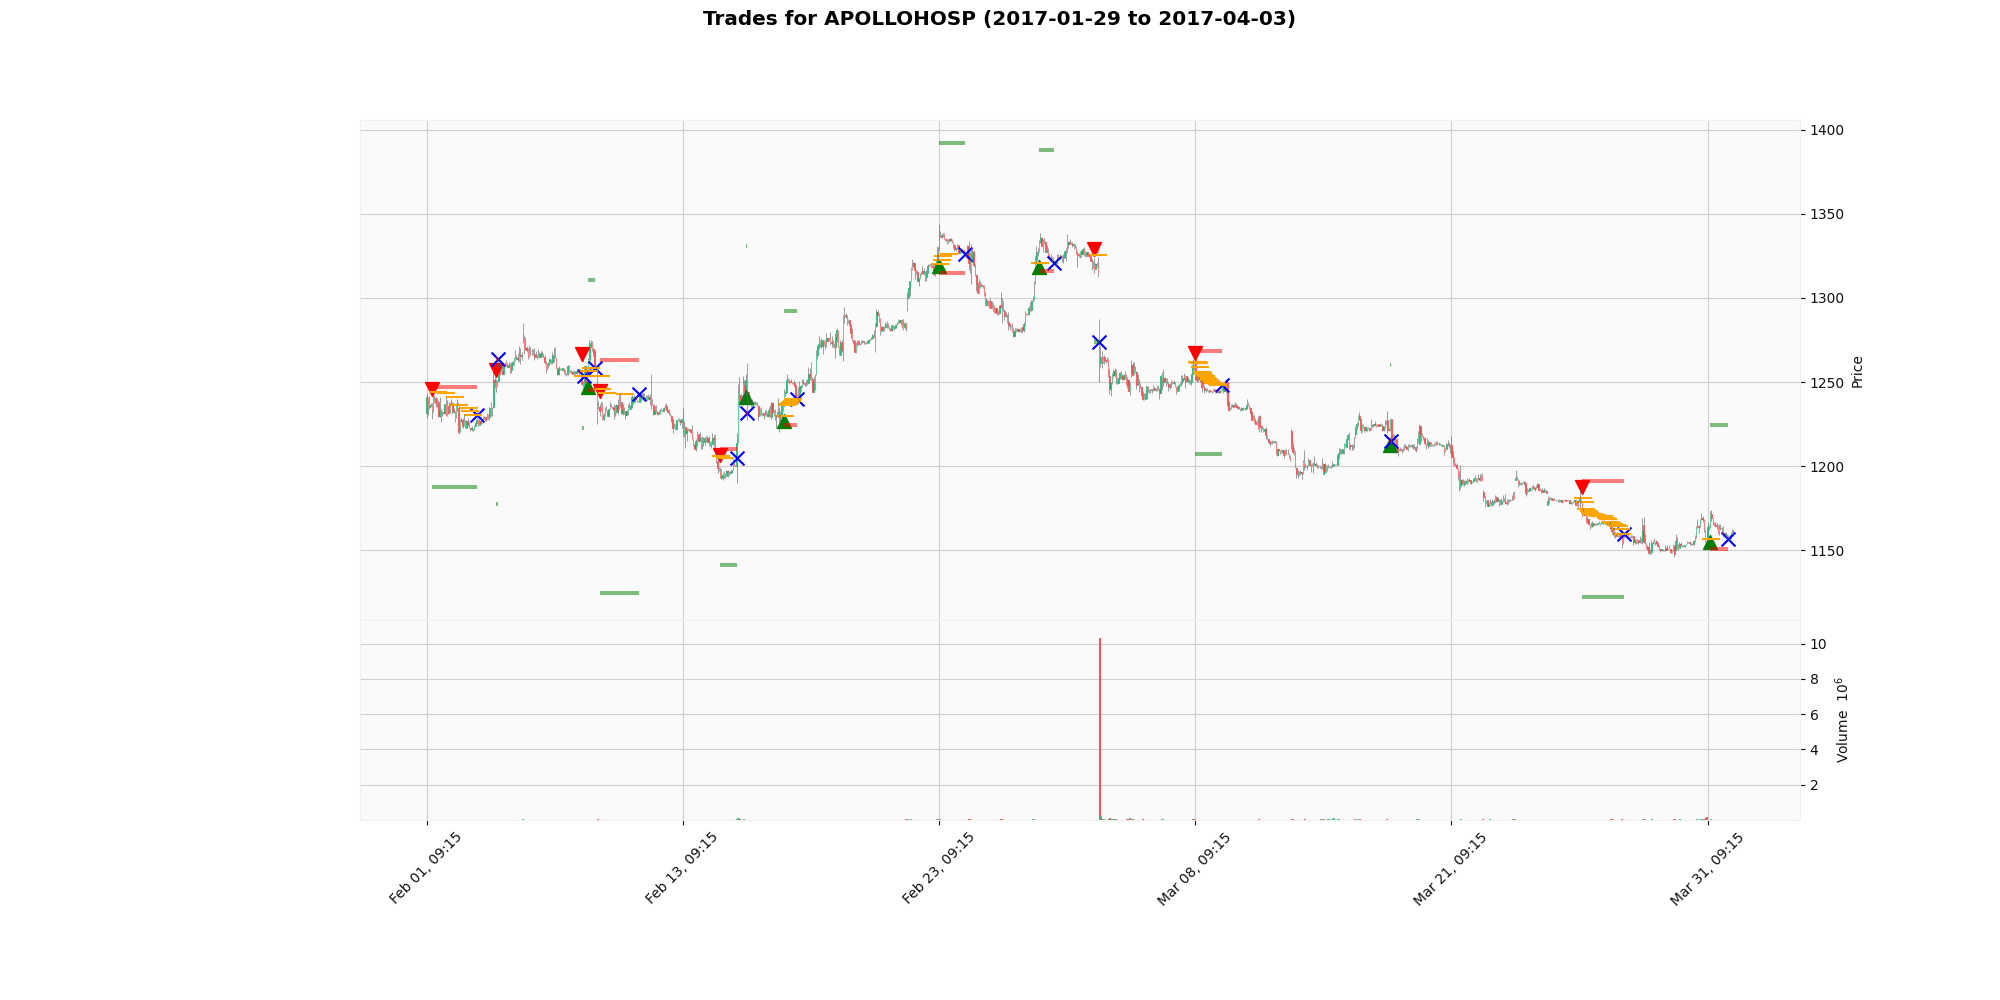 Trades for APOLLOHOSP (2017-01-29 to 2017-04-03)
1400
1350
1300
1250
1200
1150
Price
10
8
6
4
2
Volume 10^6
Feb 01, 09:15
Feb 13, 09:15
Feb 23, 09:15
Mar 08, 09:15
Mar 21, 09:15
Mar 31, 09:15